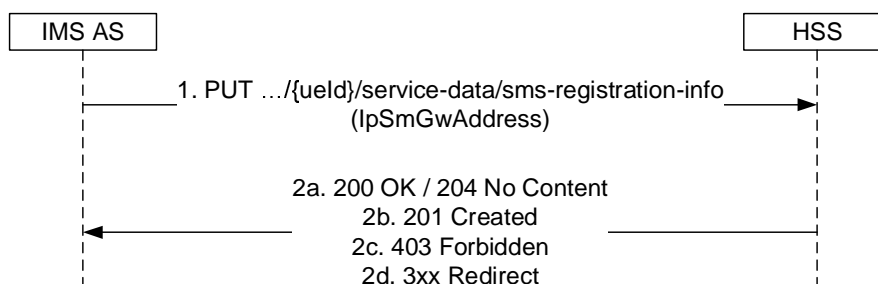 IMS AS
HSS
1. PUT …/{ueId}/service-data/sms-registration-info
(IpSmGwAddress)
2a. 200 OK / 204 No Content
2b. 201 Created
2c. 403 Forbidden
2d. 3xx Redirect